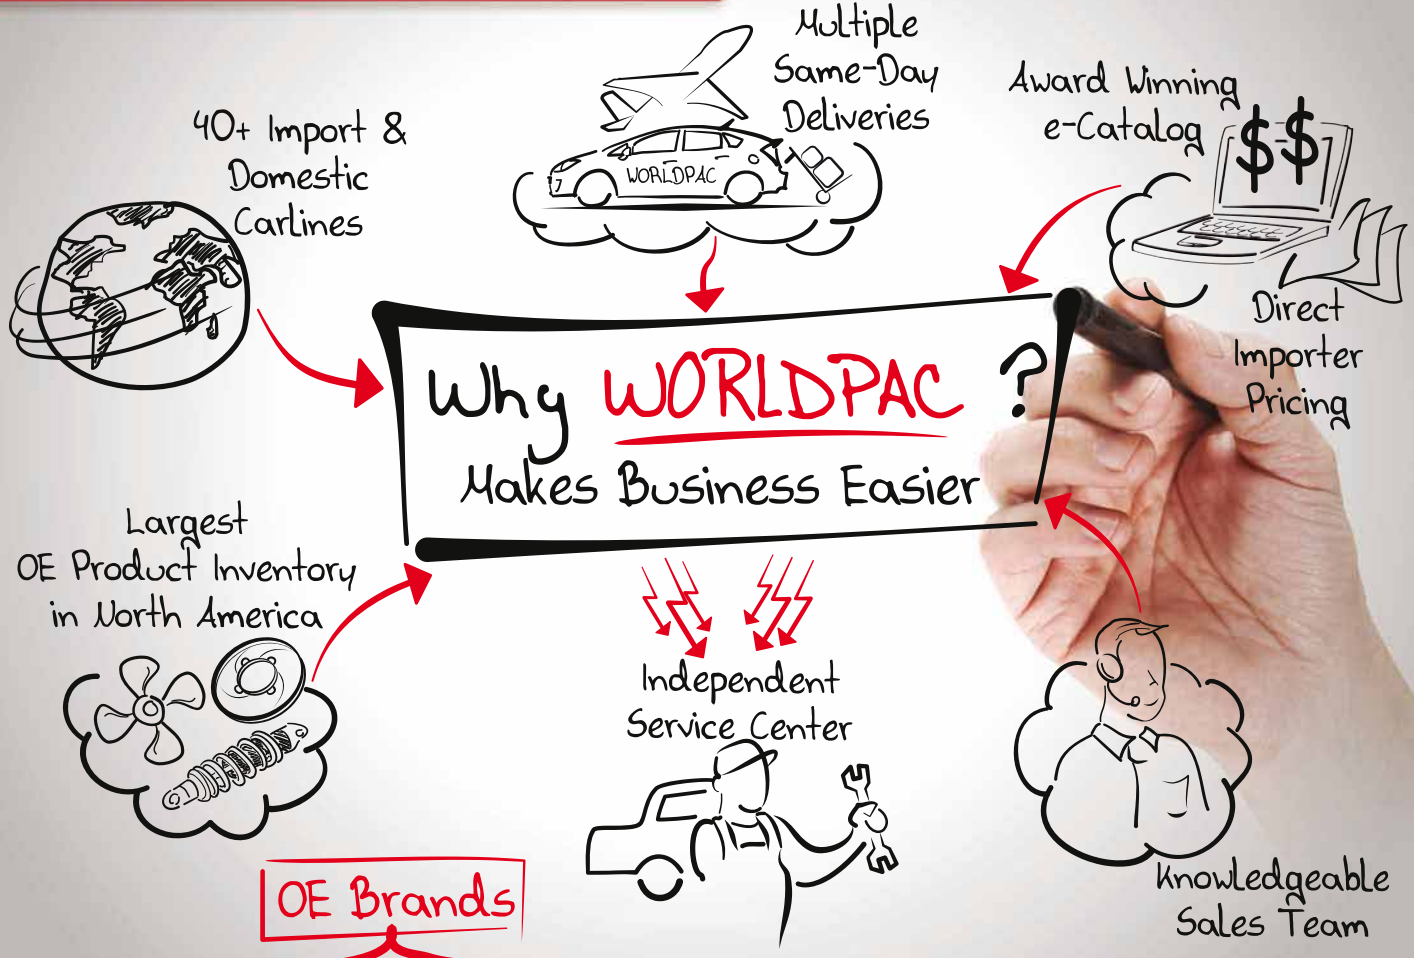 Multiple
Same-Day
Deliveries
WORLDPAC
Award Winning
e-Catalog
$$
40+ Import &
Domestic
Carlines
Direct
Importer
Pricing
Why WORLDPAC ?
Makes Business Easier
Largest
OE Product Inventory
in North America
Independent
Service Center
Knowledgeable
Sales Team
OE Brands